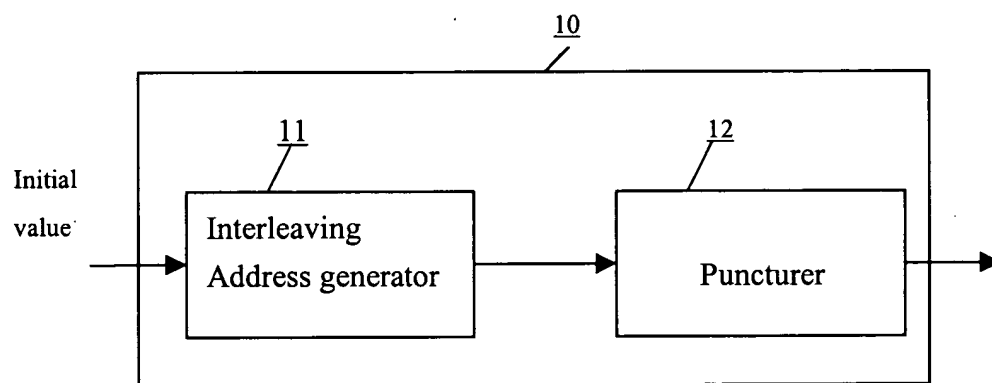 10
11
12
Initial
value
Interleaving
Address generator
Puncturer